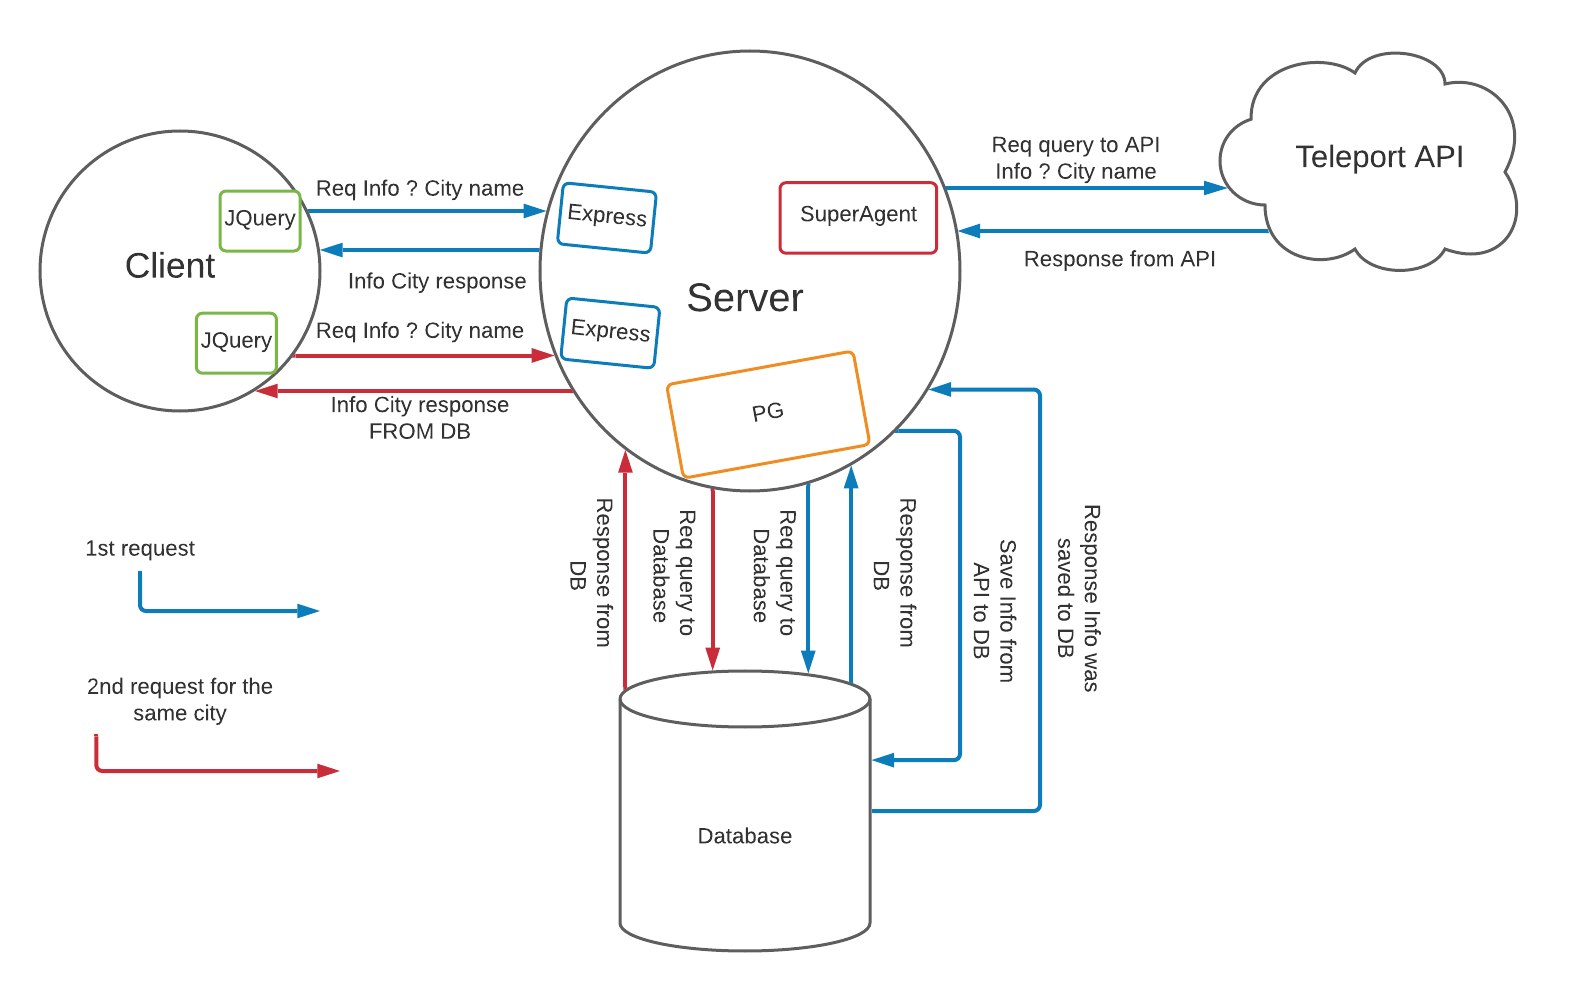 Req query to API
Info ? City name
Teleport API
Req Info ? City name
JQuery
Express
SuperAgent
Response from API
Client
Info City response
Server
Req Info ? City name
Express
JQuery
Info City response
FROM DB
PG
Response from
DB
Req query to
Database
Req query to
Database
Response from
DB
Save Info from
API to DB
Response Info was
saved to DB
1st request
2nd request for the
same city
Database